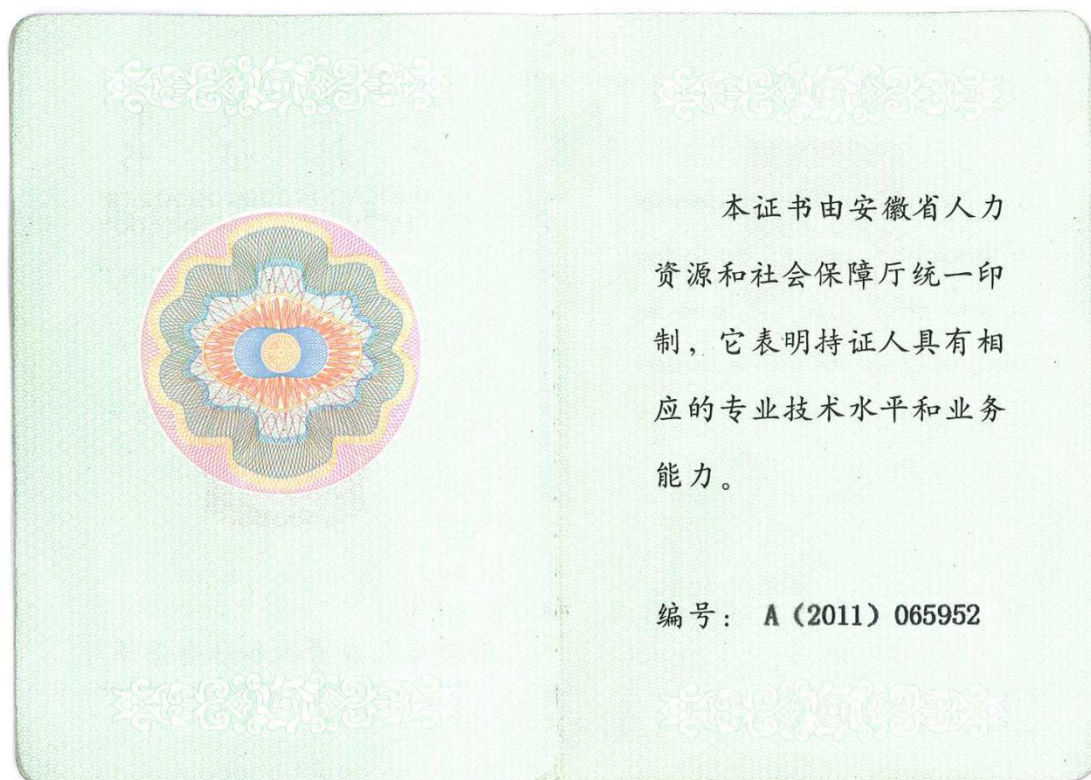 本证书由安徽省人力
资源和社会保障厅统一印
制，它表明持证人具有相
应的专业技术水平和业务
能力。
编号： A（2011）065952